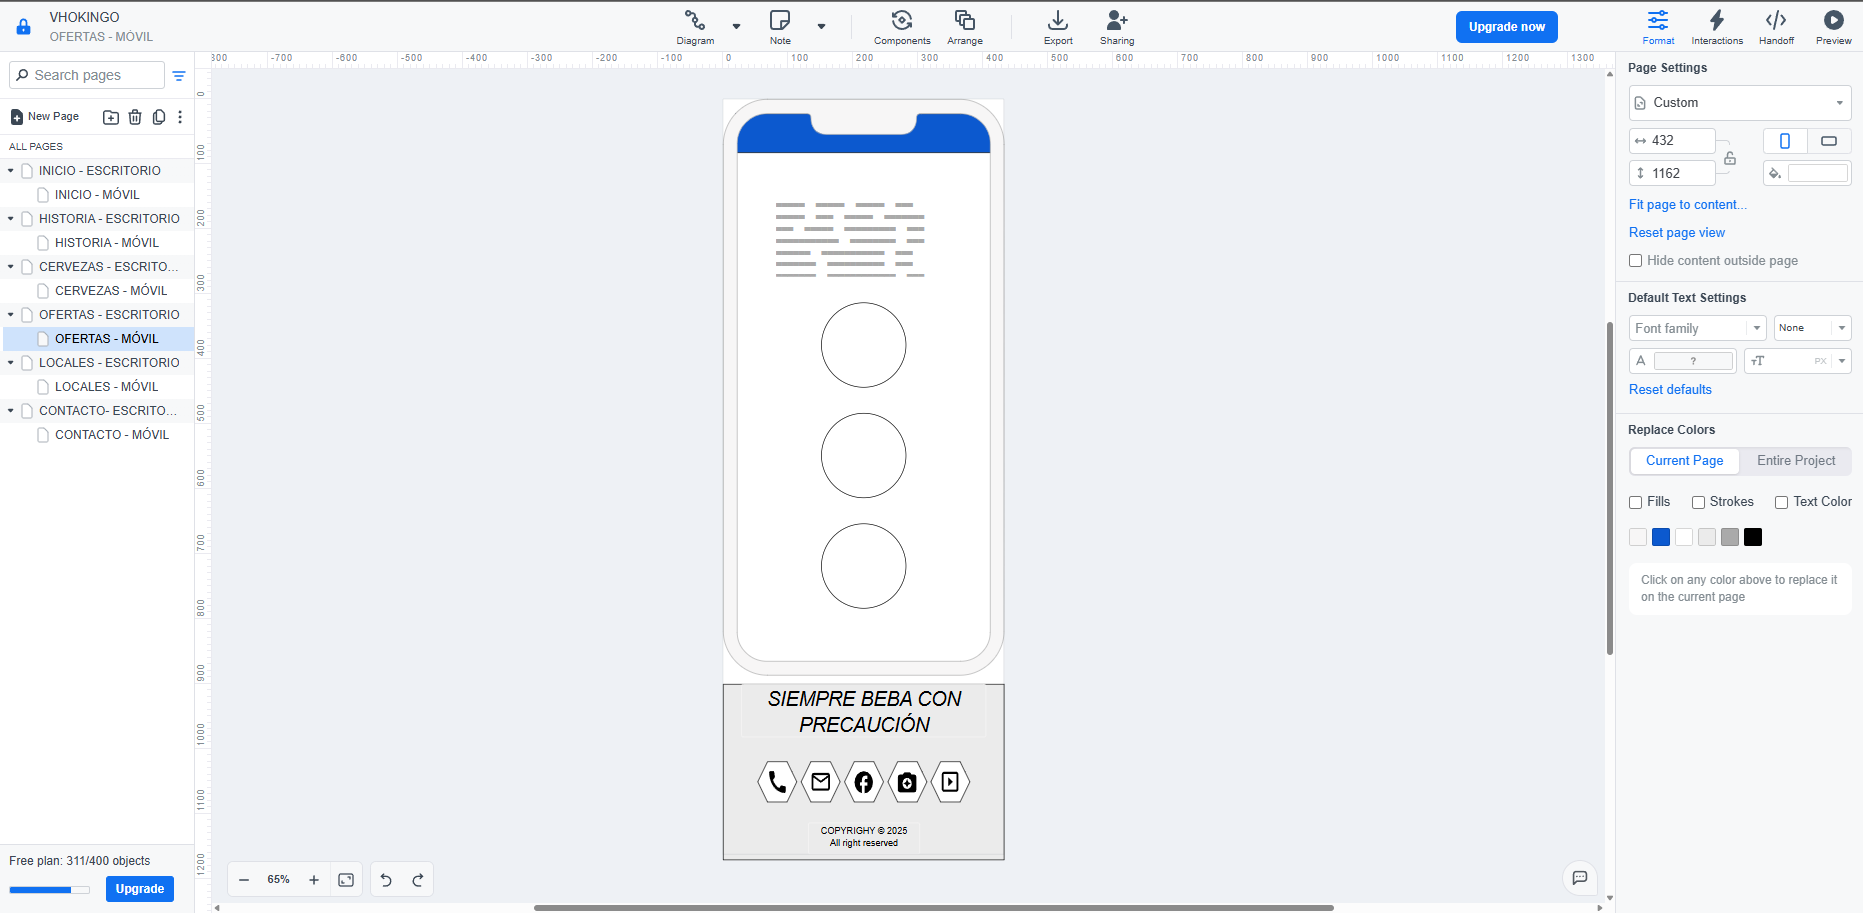 VHOKINGO
OFERTAS - MÓVIL
Diagram
Note
Components
Arrange
Export
Sharing
Upgrade now
Format
Interactions
Handoff
Preview
Search pages
New Page
ALL PAGES
INICIO - ESCRITORIO
INICIO - MÓVIL
HISTORIA - ESCRITORIO
HISTORIA - MÓVIL
CERVEZAS - ESCRITO...
CERVEZAS - MÓVIL
OFERTAS - ESCRITORIO
OFERTAS - MÓVIL
LOCALES - ESCRITORIO
LOCALES - MÓVIL
CONTACTO- ESCRITO...
CONTACTO - MÓVIL
Free plan: 311/400 objects
Upgrade
300 -700 -600 -500 -400 -300 -200 -100 0 100 200 300 400 500 600 700 800 900 1000 1100 1200 1300
0
100
200
300
400
500
600
700
800
900
1000
1100
1200
SIEMPRE BEBA CON
PRECAUCIÓN
COPYRIGHY © 2025
All right reserved
65%
Page Settings
Custom
432
1162
Fit page to content...
Reset page view
Hide content outside page
Default Text Settings
Font family
None
A
?
TT
PX
Reset defaults
Replace Colors
Current Page
Entire Project
Fills
Strokes
Text Color
Click on any color above to replace it
on the current page